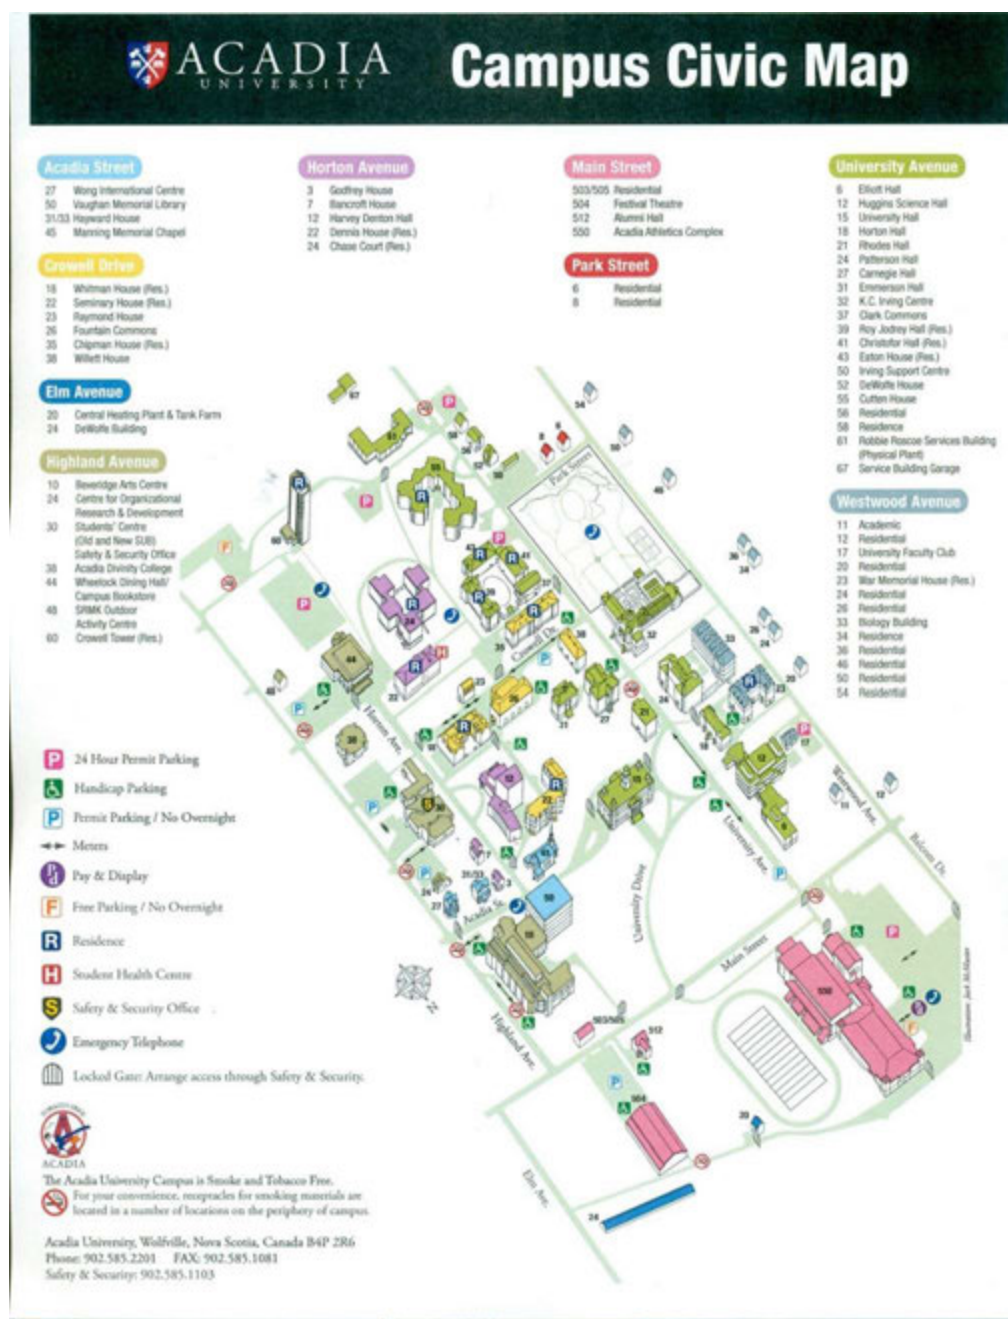 ACADIA
UNIVERSITY
Campus Civic Map
Acadia Street
27 Wong International Centre
50 Vaughan Memorial Library
31/33 Hayward House
45 Manning Memorial Chapel
Crowell Drive
18 Whitman House (Res.)
22 Seminary House (Res.)
23 Raymond House
26 Fountain Commons
35 Chipman House (Res.)
38 Willett House
Elm Avenue
20 Central Heating Plant & Tank Farm
24 DeWolfe Building
Highland Avenue
10 Beveridge Arts Centre
24 Centre for Organizational
Research & Development
30 Students' Centre
(Old and New SUB)
Safety & Security Office
38 Acadia Divinity College
44 Wheelock Dining Hall/
Campus Bookstore
48 SRMK Outdoor
Activity Centre
60 Crowell Tower (Res.)
Horton Avenue
3 Godfrey House
7 Bancroft House
12 Harvey Denton Hall
22 Dennis House (Res.)
24 Chase Court (Res.)
Main Street
503/505 Residential
504 Festival Theatre
512 Alumni Hall
550 Acadia Athletics Complex
Park Street
6 Residential
8 Residential
University Avenue
6 Elliott Hall
12 Huggins Science Hall
15 University Hall
18 Horton Hall
21 Rhodes Hall
24 Patterson Hall
27 Carnegie Hall
31 Emmerson Hall
32 K.C. Irving Centre
37 Clark Commons
39 Roy Jodrey Hall (Res.)
41 Christofor Hall (Res.)
43 Eaton House (Res.)
50 Irving Support Centre
52 DeWolfe House
55 Cutten House
56 Residential
58 Residence
61 Robbie Roscoe Services Building
(Physical Plant)
67 Service Building Garage
Westwood Avenue
11 Academic
12 Residential
17 University Faculty Club
20 Residential
23 War Memorial House (Res.)
24 Residential
26 Residential
33 Biology Building
34 Residence
36 Residential
46 Residential
50 Residential
54 Residential
Park Street
Crowell Dr.
Horton Ave.
Westwood Ave.
University Ave.
Balcom Dr.
University Drive
Acadia St.
Main Street
Highland Ave.
503/505
512
504
550
Elm Ave.
20
24
N
P 24 Hour Permit Parking
Handicap Parking
P Permit Parking / No Overnight
Meters
Pd Pay & Display
F Free Parking / No Overnight
R Residence
H Student Health Centre
S Safety & Security Office
Emergency Telephone
Locked Gate: Arrange access through Safety & Security.
ACADIA
The Acadia University Campus is Smoke and Tobacco Free.
For your convenience, receptacles for smoking materials are
located in a number of locations on the periphery of campus
Acadia University, Wolfville, Nova Scotia, Canada B4P 2R6
Phone: 902.585.2201 FAX: 902.585.1081
Safety & Security: 902.585.1103